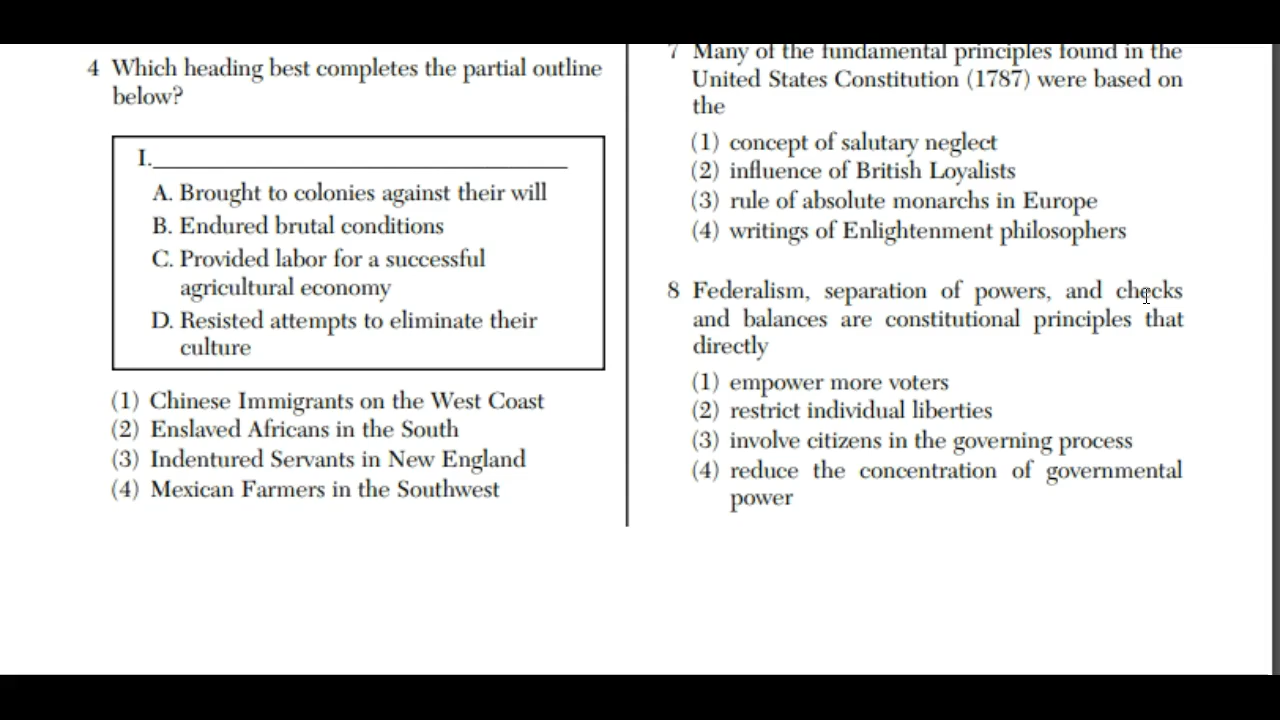 4 Which heading best completes the partial outline
below?
I.
A. Brought to colonies against their will
B. Endured brutal conditions
C. Provided labor for a successful
agricultural economy
D. Resisted attempts to eliminate their
culture
(1) Chinese Immigrants on the West Coast
(2) Enslaved Africans in the South
(3) Indentured Servants in New England
(4) Mexican Farmers in the Southwest
7 Many of the fundamental principles found in the
United States Constitution (1787) were based on
the
(1) concept of salutary neglect
(2) influence of British Loyalists
(3) rule of absolute monarchs in Europe
(4) writings of Enlightenment philosophers
8 Federalism, separation of powers, and checks
and balances are constitutional principles that
directly
(1) empower more voters
(2) restrict individual liberties
(3) involve citizens in the governing process
(4) reduce the concentration of governmental
power